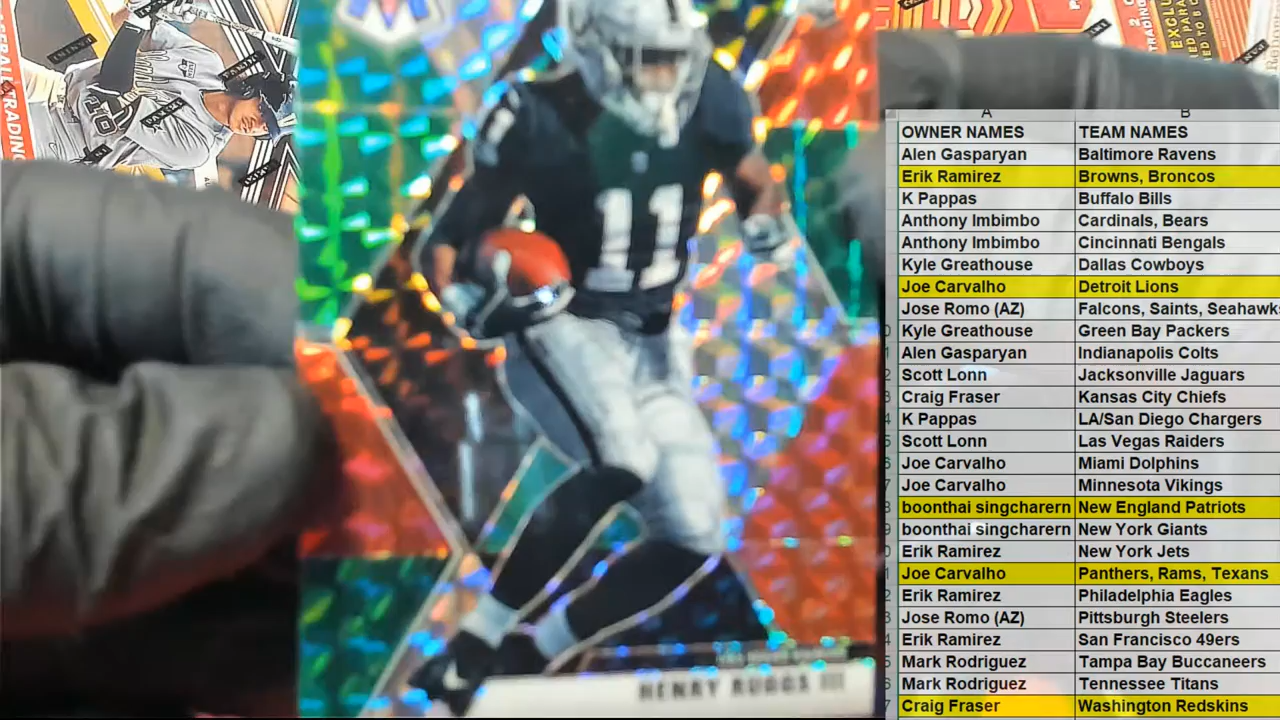 A B
OWNER NAMES TEAM NAMES
Alen Gasparyan Baltimore Ravens
Erik Ramirez Browns, Broncos
K Pappas Buffalo Bills
Anthony Imbimbo Cardinals, Bears
Anthony Imbimbo Cincinnati Bengals
Kyle Greathouse Dallas Cowboys
Joe Carvalho Detroit Lions
Jose Romo (AZ) Falcons, Saints, Seahawks
Kyle Greathouse Green Bay Packers
Alen Gasparyan Indianapolis Colts
Scott Lonn Jacksonville Jaguars
Craig Fraser Kansas City Chiefs
K Pappas LA/San Diego Chargers
Scott Lonn Las Vegas Raiders
Joe Carvalho Miami Dolphins
Joe Carvalho Minnesota Vikings
boonthai singcharern New England Patriots
boonthai singcharern New York Giants
Erik Ramirez New York Jets
Joe Carvalho Panthers, Rams, Texans
Erik Ramirez Philadelphia Eagles
Jose Romo (AZ) Pittsburgh Steelers
Erik Ramirez San Francisco 49ers
Mark Rodriguez Tampa Bay Buccaneers
Mark Rodriguez Tennessee Titans
Craig Fraser Washington Redskins
11
HENRY RUGGS III
PANINI
PANINI
PANINI